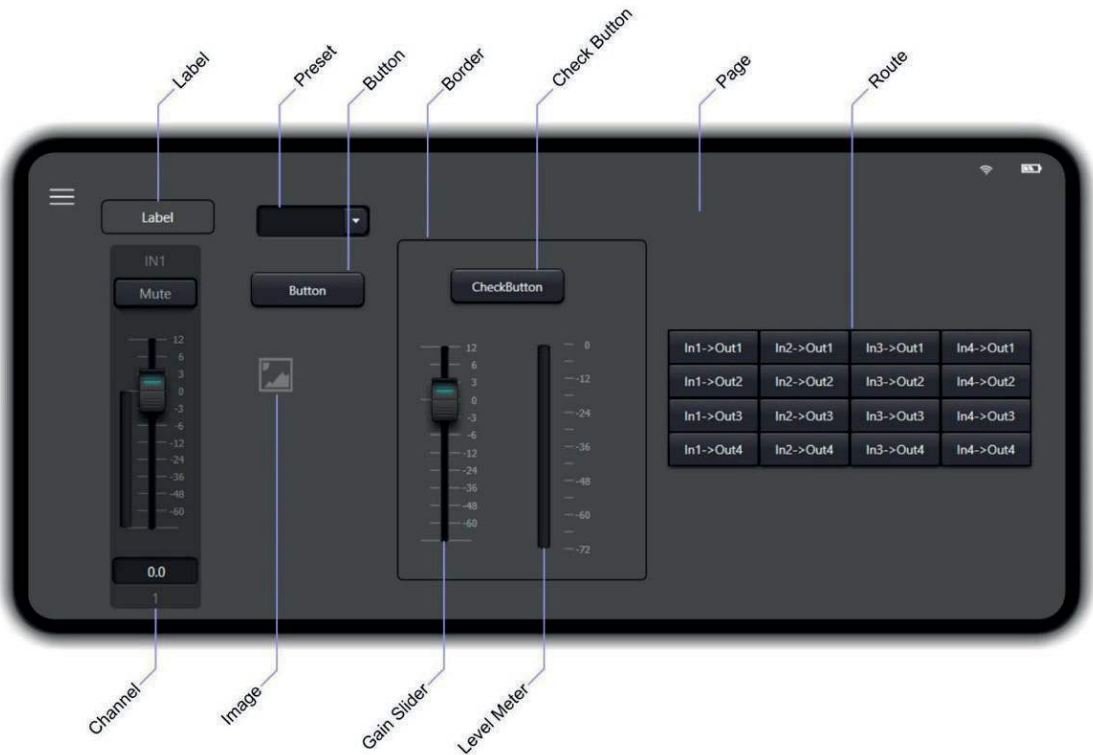 Label
Preset
Button
Border
Check Button
Page
Route
Label
IN1
Mute
12
6
3
0
-3
-6
-12
-24
-36
-48
-60
0.0
1
Button
CheckButton
12
6
3
0
-3
-6
-12
-24
-36
-48
-60
0
-12
-24
-36
-48
-60
-72
In1->Out1 In2->Out1 In3->Out1 In4->Out1
In1->Out2 In2->Out2 In3->Out2 In4->Out2
In1->Out3 In2->Out3 In3->Out3 In4->Out3
In1->Out4 In2->Out4 In3->Out4 In4->Out4
Channel
Image
Gain Slider
Level Meter